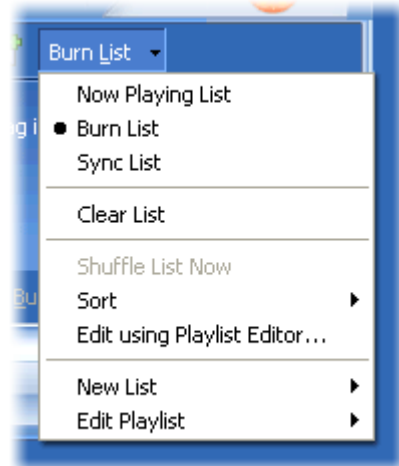 Burn List
Now Playing List
Burn List
Sync List
Clear List
Shuffle List Now
Sort
Edit using Playlist Editor...
New List
Edit Playlist